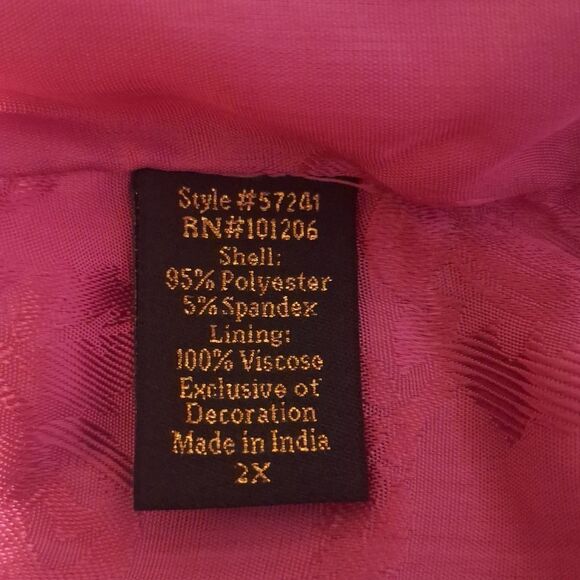 Style #57241
RN#101206
Shell:
95% Polyester
5% Spandex
Lining:
100% Viscose
Exclusive of
Decoration
Made in India
2X